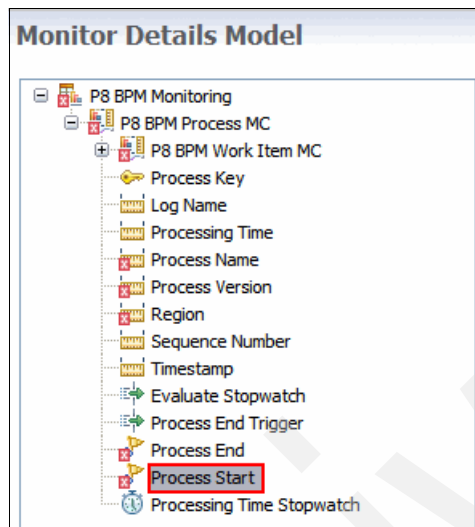 Monitor Details Model
P8 BPM Monitoring
P8 BPM Process MC
P8 BPM Work Item MC
Process Key
Log Name
Processing Time
Process Name
Process Version
Region
Sequence Number
Timestamp
Evaluate Stopwatch
Process End Trigger
Process End
Process Start
Processing Time Stopwatch